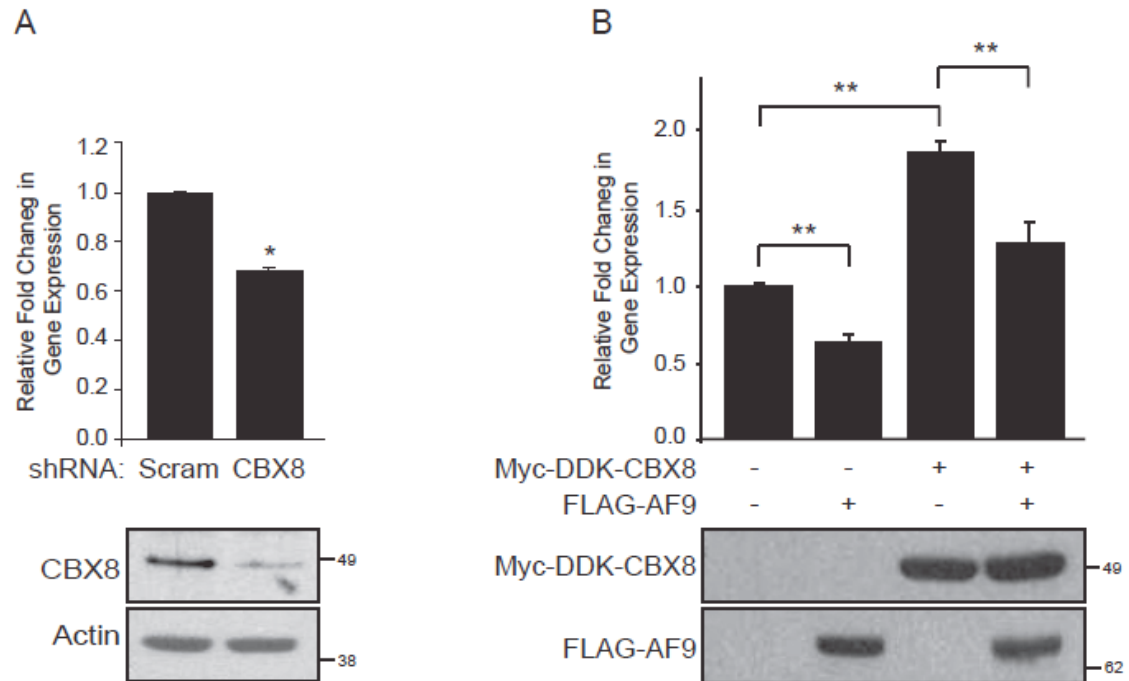 A
Relative Fold Chaneg in
Gene Expression
1.2
1.0
0.8
0.6
0.4
0.2
0.0
*
shRNA: Scram CBX8
CBX8
49
Actin
38
B
Relative Fold Chaneg in
Gene Expression
2.0
1.5
1.0
0.5
0.0
**
**
**
Myc-DDK-CBX8 - - + +
FLAG-AF9 - + - +
Myc-DDK-CBX8
49
FLAG-AF9
62